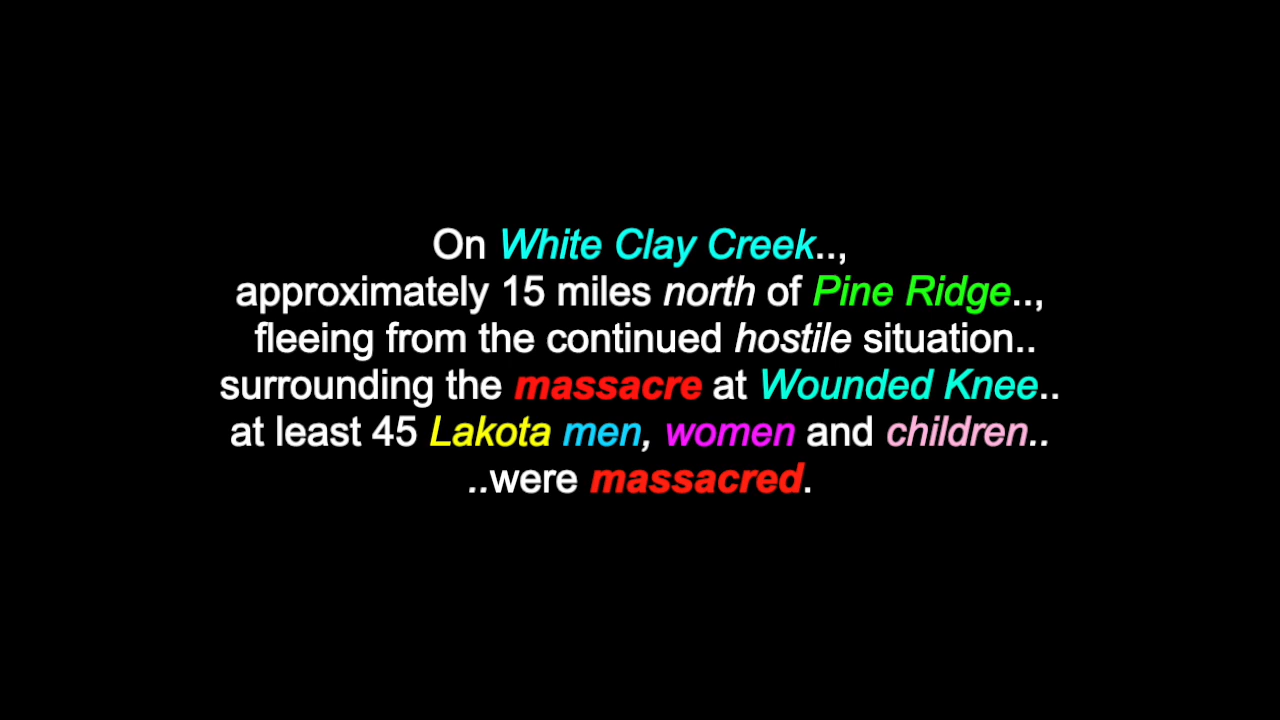 On White Clay Creek..,
approximately 15 miles north of Pine Ridge..,
fleeing from the continued hostile situation..
surrounding the massacre at Wounded Knee..
at least 45 Lakota men, women and children..
..were massacred.